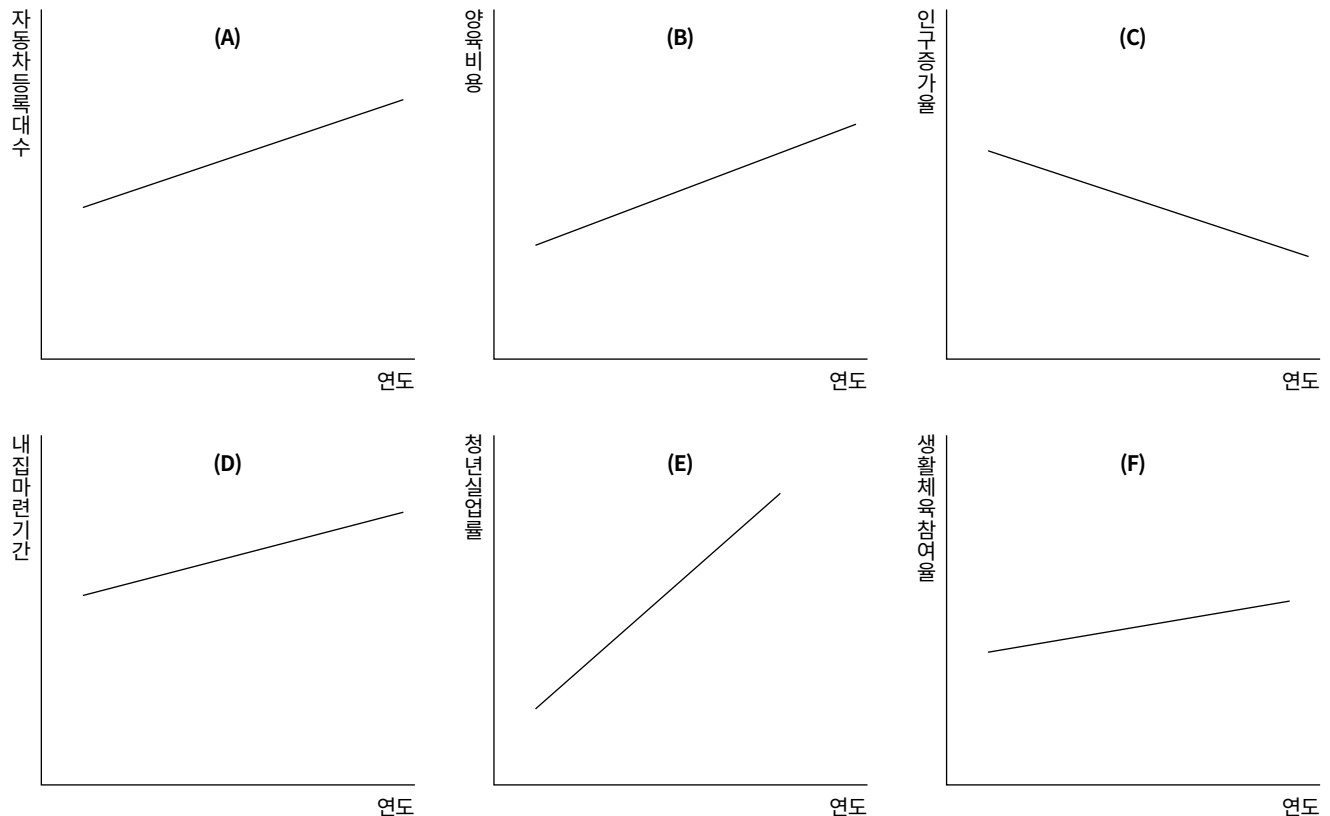 자동차등록대수
(A)
연도
양육비용
(B)
연도
인구증가율
(C)
연도
내집마련기간
(D)
연도
청년실업률
(E)
연도
생활체육참여율
(F)
연도